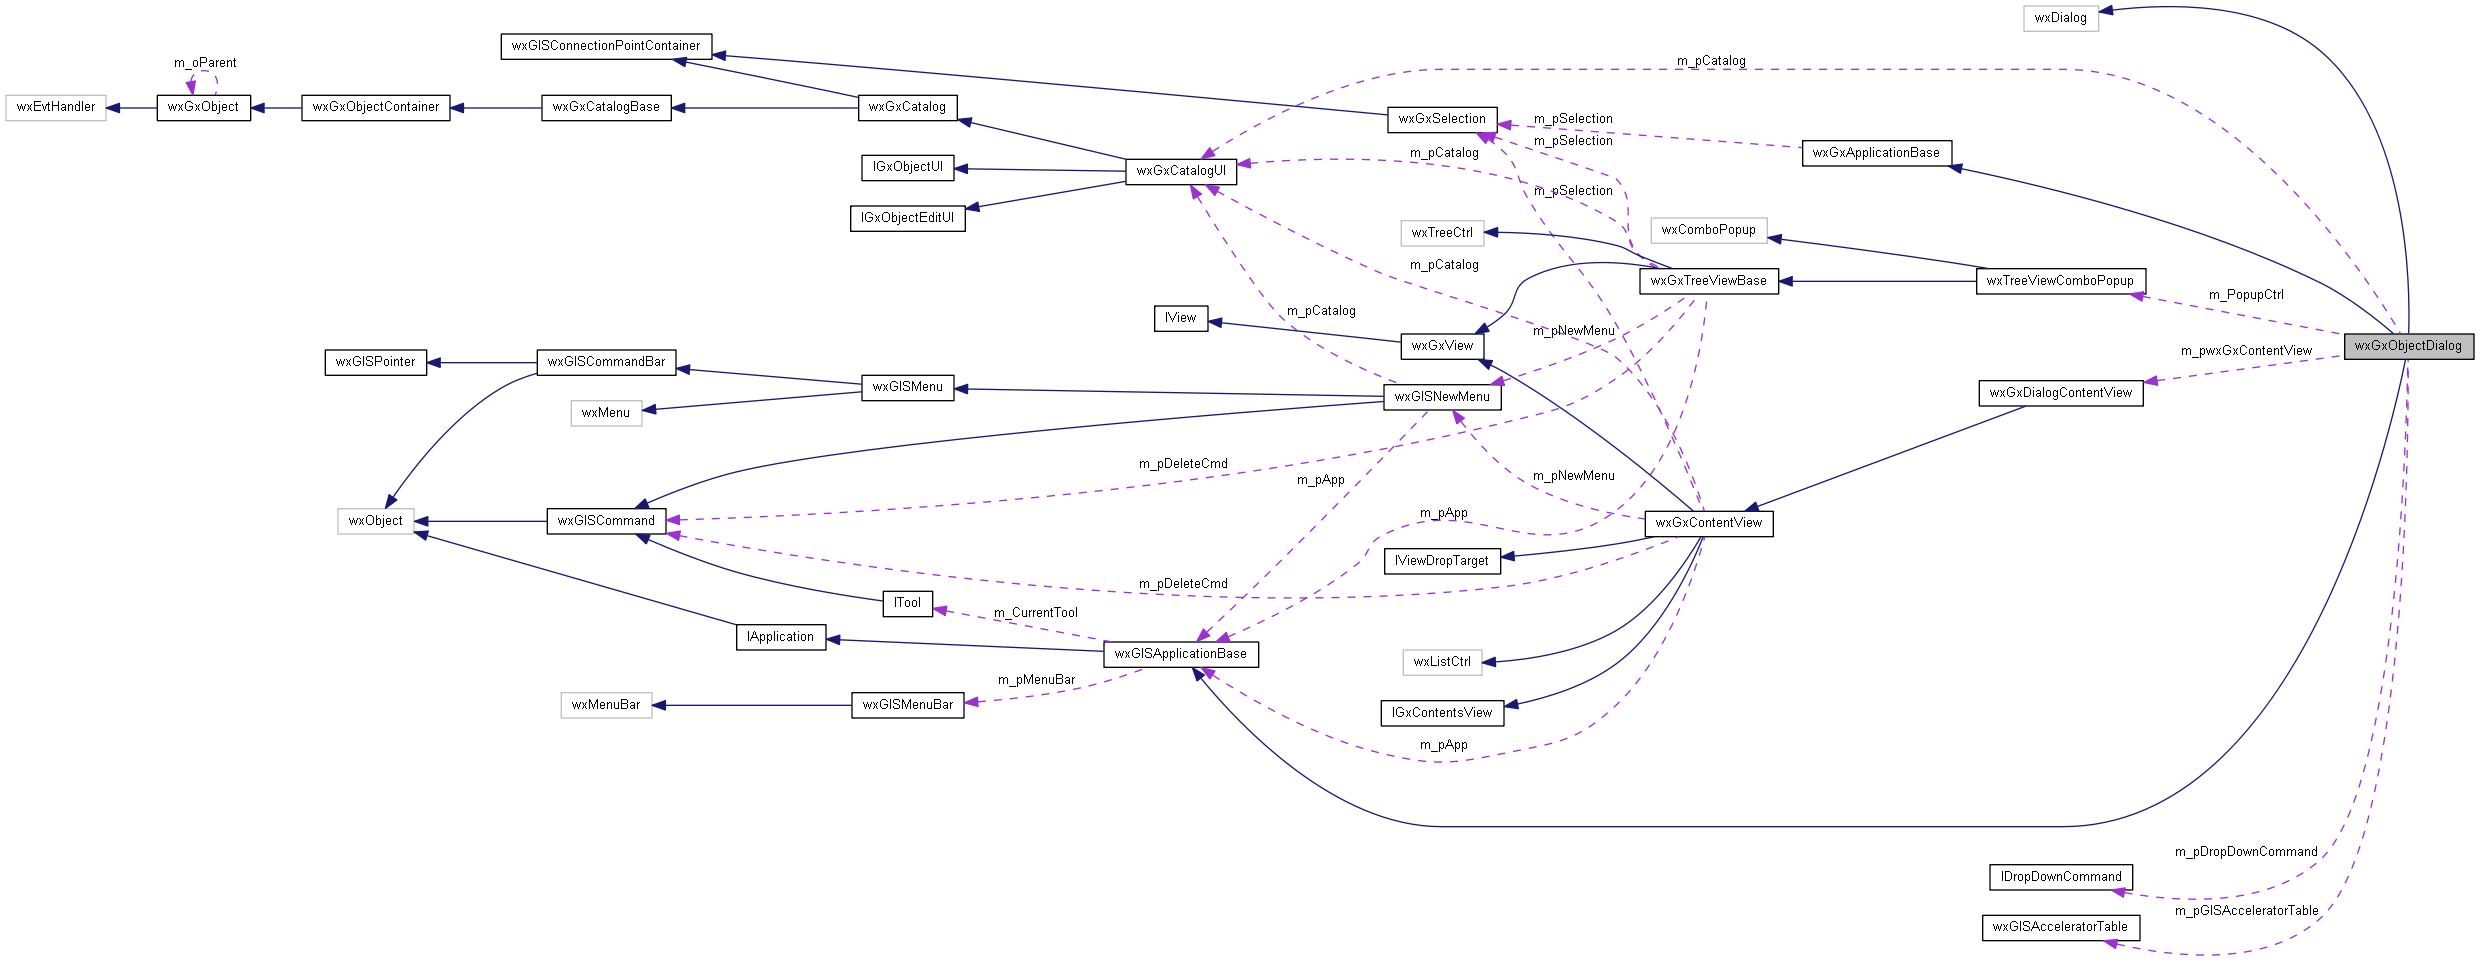 wxDialog
wxGISConnectionPointContainer
m_oParent
m_pCatalog
wxEvtHandler
wxGxObject
wxGxObjectContainer
wxGxCatalogBase
wxGxCatalog
wxGxSelection
m_pSelection
m_pSelection
m_pCatalog
wxGxApplicationBase
IGxObjectUI
wxGxCatalogUI
m_pSelection
IGxObjectEditUI
wxTreeCtrl
wxComboPopup
m_pCatalog
wxGxTreeViewBase
wxTreeViewComboPopup
m_PopupCtrl
m_pCatalog
IView
m_pNewMenu
wxGxView
wxGxObjectDialog
m_pwxGxContentView
wxGISPointer
wxGISCommandBar
wxGISMenu
wxGISNewMenu
wxGxDialogContentView
wxMenu
m_pDeleteCmd
m_pApp
m_pNewMenu
m_pApp
wxObject
wxGISCommand
wxGxContentView
IViewDropTarget
m_pDeleteCmd
ITool
m_CurrentTool
IApplication
wxGISApplicationBase
wxListCtrl
m_pMenuBar
wxMenuBar
wxGISMenuBar
IGxContentsView
m_pApp
m_pDropDownCommand
IDropDownCommand
m_pGISAcceleratorTable
wxGISAcceleratorTable